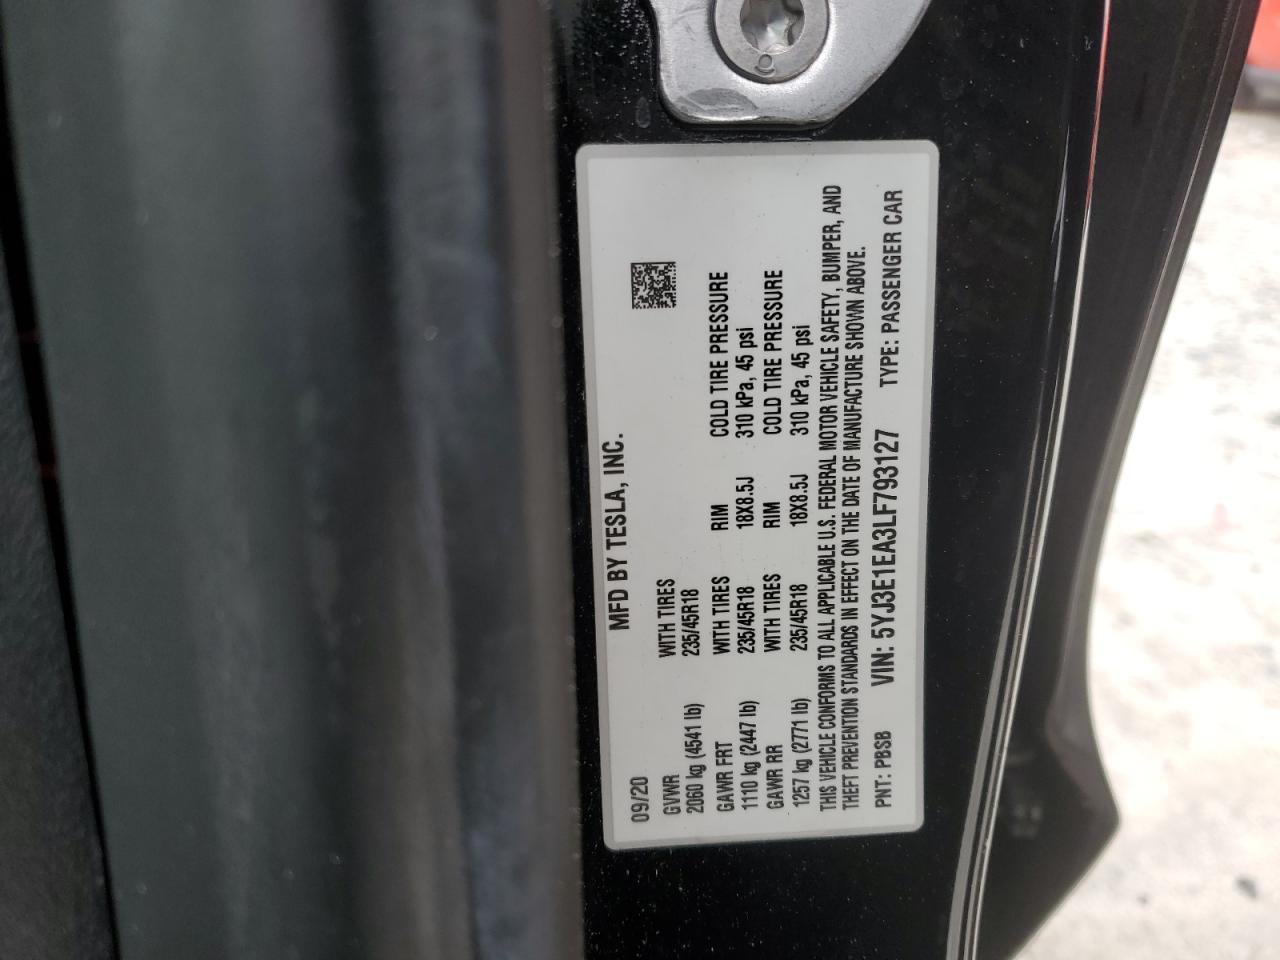 MFD BY TESLA, INC.
09/20
GVWR WITH TIRES
2060 kg (4541 lb) 235/45R18
GAWR FRT WITH TIRES RIM COLD TIRE PRESSURE
1110 kg (2447 lb) 235/45R18 18X8.5J 310 kPa, 45 psi
GAWR RR WITH TIRES RIM COLD TIRE PRESSURE
1257 kg (2771 lb) 235/45R18 18X8.5J 310 kPa, 45 psi
THIS VEHICLE CONFORMS TO ALL APPLICABLE U.S. FEDERAL MOTOR VEHICLE SAFETY, BUMPER, AND
THEFT PREVENTION STANDARDS IN EFFECT ON THE DATE OF MANUFACTURE SHOWN ABOVE.
PNT: PBSB VIN: 5YJ3E1EA3LF793127 TYPE: PASSENGER CAR